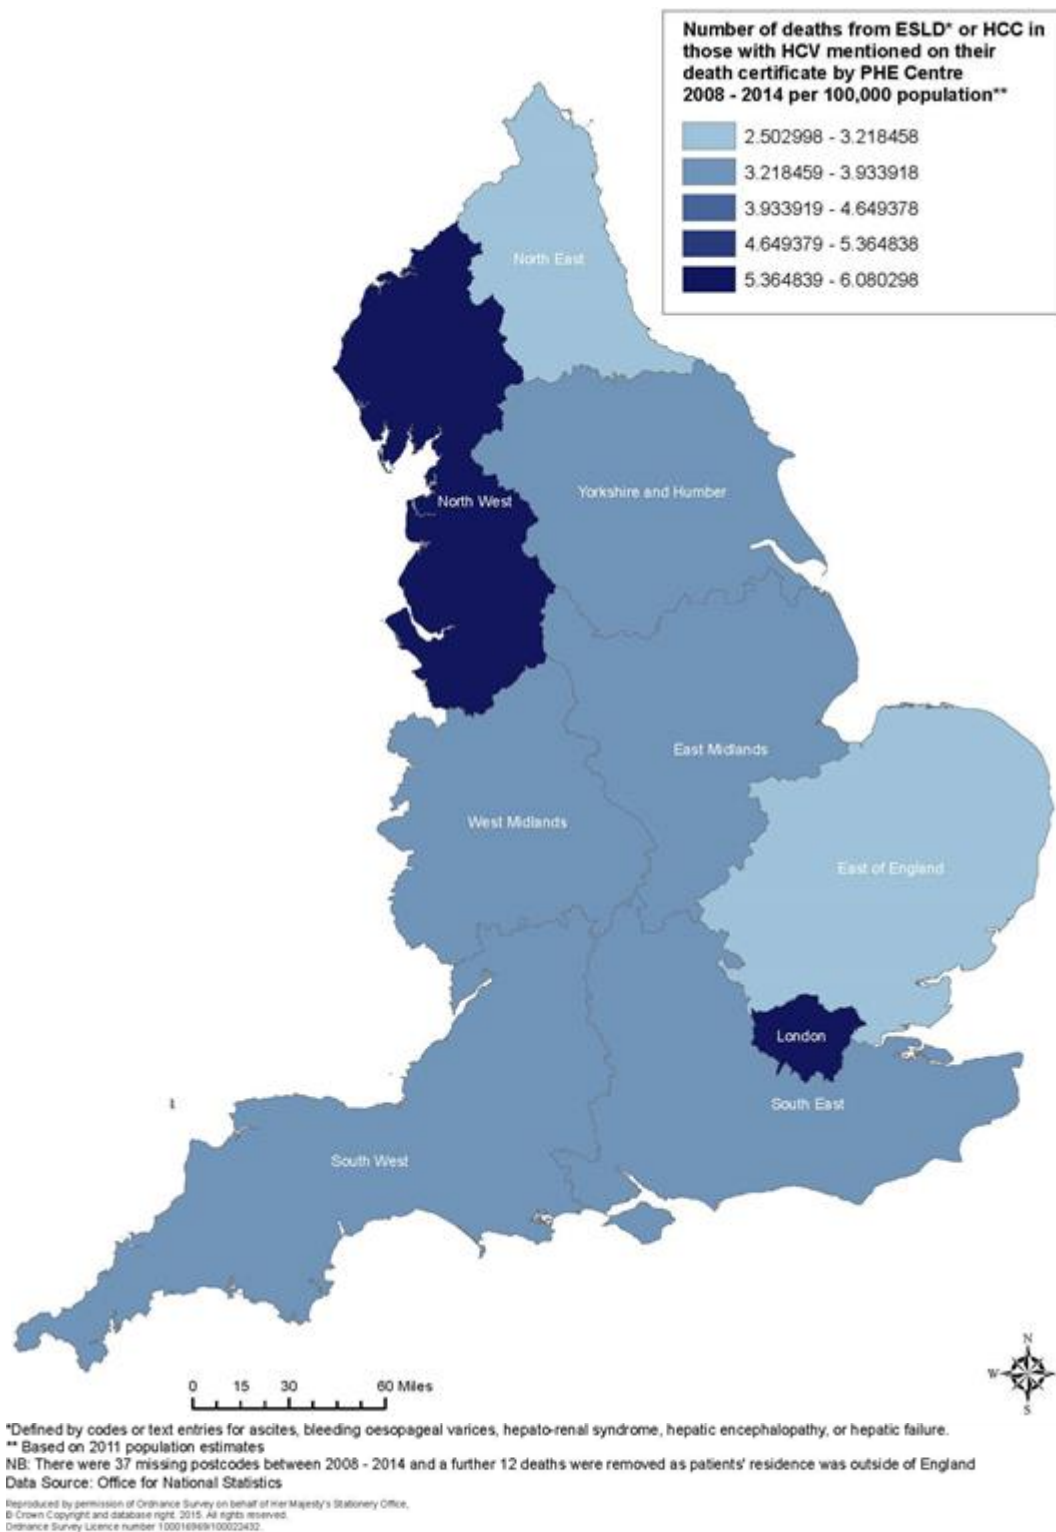 Number of deaths from ESLD* or HCC in
those with HCV mentioned on their
death certificate by PHE Centre
2008 - 2014 per 100,000 population**
2.502998 - 3.218458
3.218459 - 3.933918
3.933919 - 4.649378
4.649379 - 5.364838
5.364839 - 6.080298
North East
Yorkshire and Humber
North West
East Midlands
West Midlands
East of England
London
South East
South West
N
W
S
0 15 30 60 Miles
*Defined by codes or text entries for ascites, bleeding oesopageal varices, hepato-renal syndrome, hepatic encephalopathy, or hepatic failure.
** Based on 2011 population estimates
NB: There were 37 missing postcodes between 2008 - 2014 and a further 12 deaths were removed as patients' residence was outside of England
Data Source: Office for National Statistics
Reproduced by permission of Ordnance Survey on behalf of Her Majesty's Stationery Office,
© Crown Copyright and database right. 2015. All rights reserved.
Ordnance Survey Licence number 100016969/100022432.